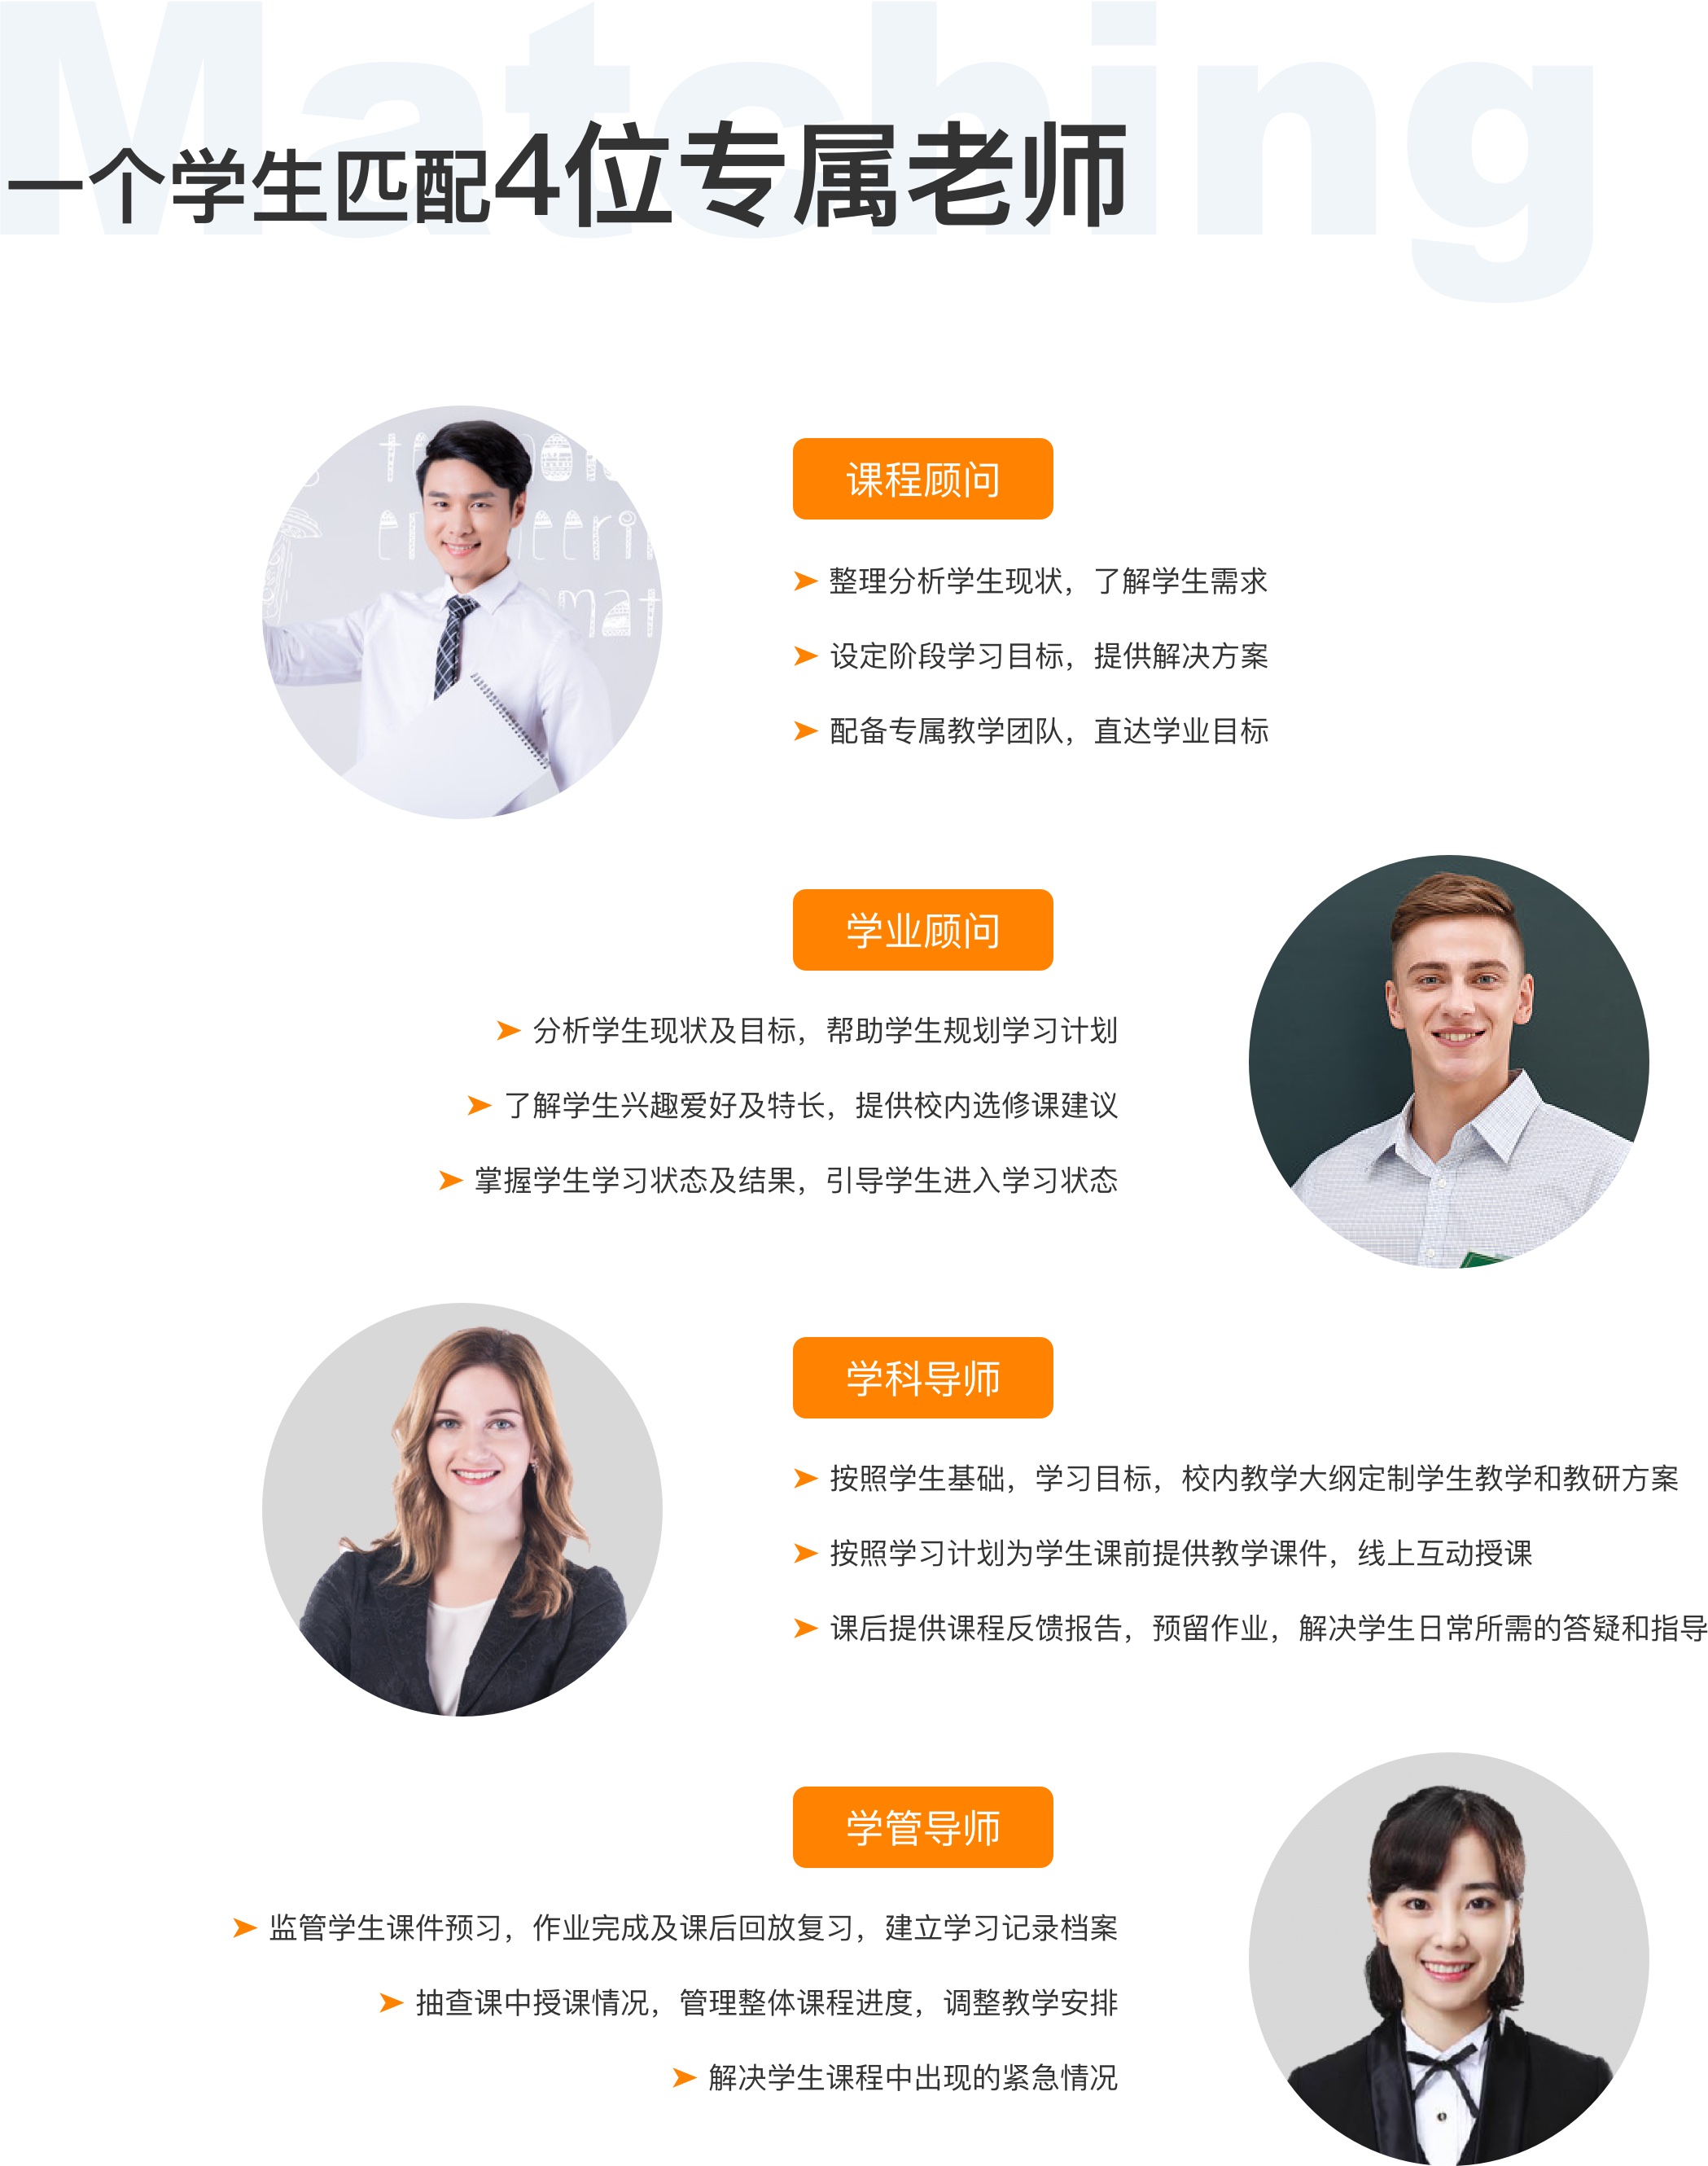 Matching
一个学生匹配4位专属老师
课程顾问
整理分析学生现状，了解学生需求
设定阶段学习目标，提供解决方案
配备专属教学团队，直达学业目标
学业顾问
分析学生现状及目标，帮助学生规划学习计划
了解学生兴趣爱好及特长，提供校内选修课建议
掌握学生学习状态及结果，引导学生进入学习状态
学科导师
按照学生基础，学习目标，校内教学大纲定制学生教学和教研方案
按照学习计划为学生课前提供教学课件，线上互动授课
课后提供课程反馈报告，预留作业，解决学生日常所需的答疑和指导
学管导师
监管学生课件预习，作业完成及课后回放复习，建立学习记录档案
抽查课中授课情况，管理整体课程进度，调整教学安排
解决学生课程中出现的紧急情况